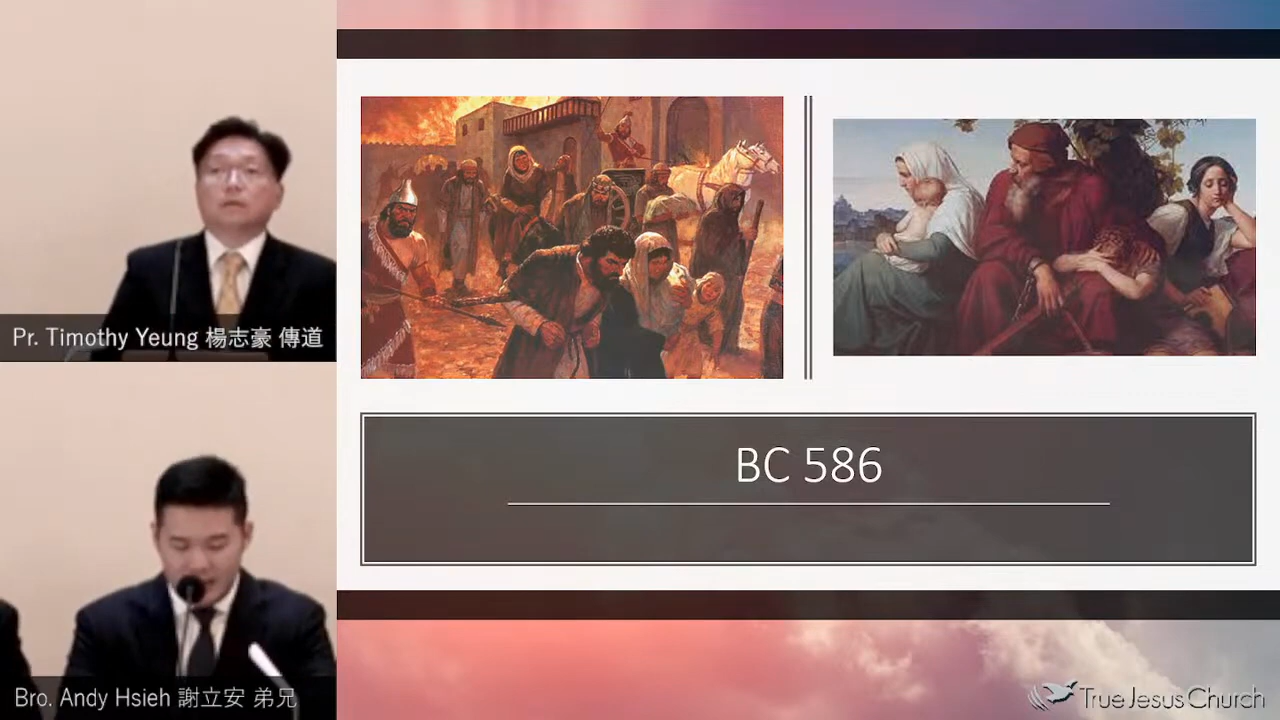 Pr. Timothy Yeung 楊志豪 傳道
Bro. Andy Hsieh 謝立安 弟兄
BC 586
True Jesus Church